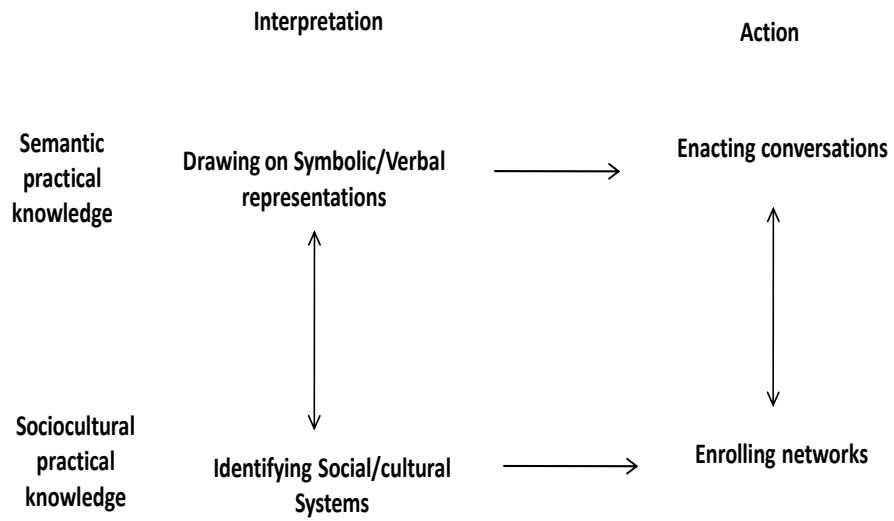 Interpretation
Action
Semantic
practical
knowledge
Drawing on Symbolic/Verbal
representations
Enacting conversations
Sociocultural
practical
knowledge
Identifying Social/cultural
Systems
Enrolling networks